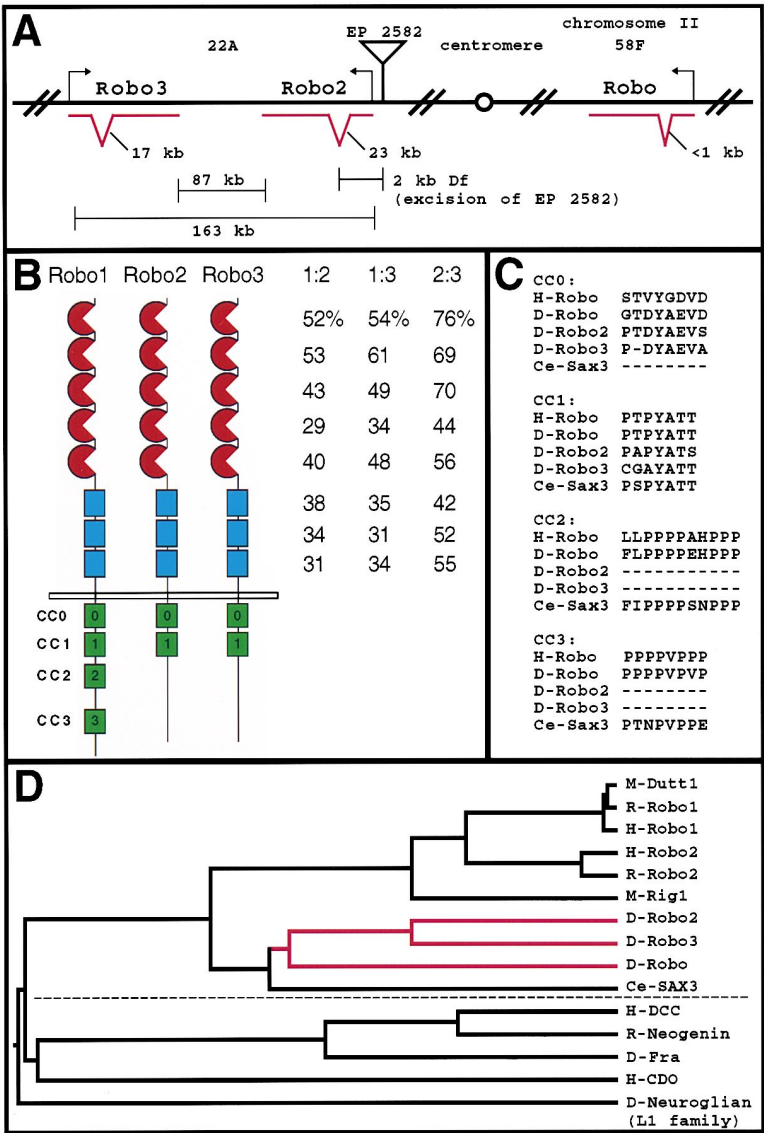 A
chromosome II
EP 2582
22A
centromere
58F
Robo3
Robo2
Robo
17 kb
23 kb
<1 kb
87 kb
2 kb Df
(excision of EP 2582)
163 kb
B
Robo1 Robo2 Robo3 1:2 1:3 2:3
52% 54% 76%
53 61 69
43 49 70
29 34 44
40 48 56
38 35 42
34 31 52
31 34 55
CC0 0 0 0
CC1 1 1 1
CC2 2
CC3 3
C
CC0:
H-Robo STVYGDVD
D-Robo GTDYAEVD
D-Robo2 PTDYAEVS
D-Robo3 P-DYAEVA
Ce-Sax3 --------
CC1:
H-Robo PTPYATT
D-Robo PTPYATT
D-Robo2 PAPYATS
D-Robo3 CGAYATT
Ce-Sax3 PSPYATT
CC2:
H-Robo LLPPPPAHPPP
D-Robo FLPPPPEHPPP
D-Robo2 -----------
D-Robo3 -----------
Ce-Sax3 FIPPPPSNPPP
CC3:
H-Robo PPPPVPPP
D-Robo PPPPVPVP
D-Robo2 --------
D-Robo3 --------
Ce-Sax3 PTNPVPPE
D
M-Dutt1
R-Robo1
H-Robo1
H-Robo2
R-Robo2
M-Rig1
D-Robo2
D-Robo3
D-Robo
Ce-SAX3
H-DCC
R-Neogenin
D-Fra
H-CDO
D-Neuroglian
(L1 family)